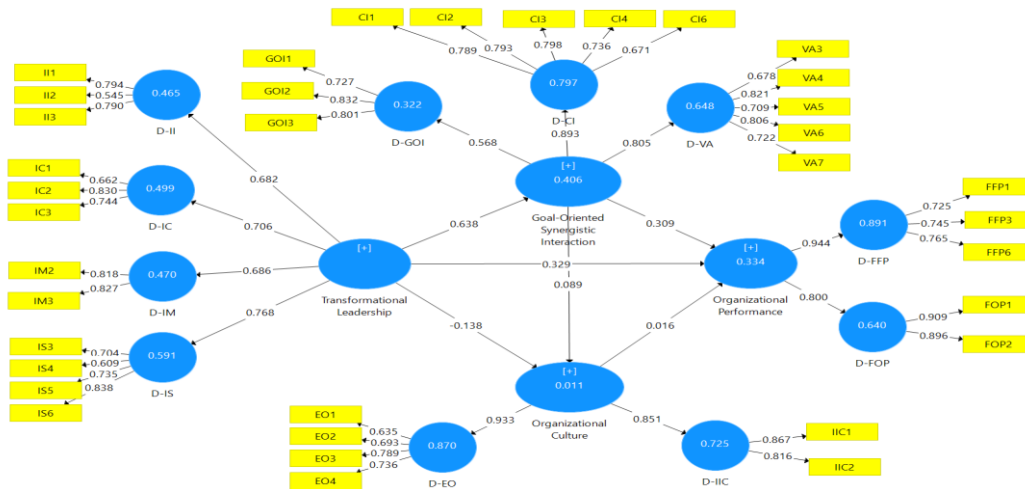 CI1
CI2
CI3
CI4
CI6
0.789
0.793
0.798
0.736
0.671
0.797
D-CI
0.893
II1
II2
II3
0.794
0.545
0.790
0.465
D-II
0.682
GOI1
GOI2
GOI3
0.727
0.832
0.801
0.322
D-GOI
0.568
VA3
VA4
VA5
VA6
VA7
0.678
0.821
0.709
0.806
0.722
0.648
D-VA
0.805
IC1
IC2
IC3
0.662
0.830
0.744
0.499
D-IC
0.706
[+]
0.406
Goal-Oriented
Synergistic
Interaction
0.638
0.309
FFP1
FFP3
FFP6
0.725
0.745
0.765
0.891
D-FFP
0.944
IM2
IM3
0.818
0.827
0.470
D-IM
0.686
[+]
Transformational
Leadership
0.329
0.089
[+]
0.334
Organizational
Performance
0.800
FOP1
FOP2
0.909
0.896
0.640
D-FOP
IS3
IS4
IS5
IS6
0.704
0.609
0.735
0.838
0.591
D-IS
0.768
-0.138
0.016
[+]
0.011
Organizational
Culture
0.933
0.851
EO1
EO2
EO3
EO4
0.635
0.693
0.789
0.736
0.870
D-EO
0.725
D-IIC
0.867
0.816
IIC1
IIC2